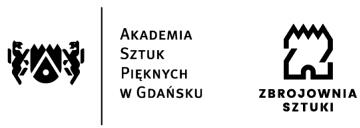 AKADEMIA
SZTUK
PIĘKNYCH
W GDAŃSKU
ZBROJOWNIA
SZTUKI